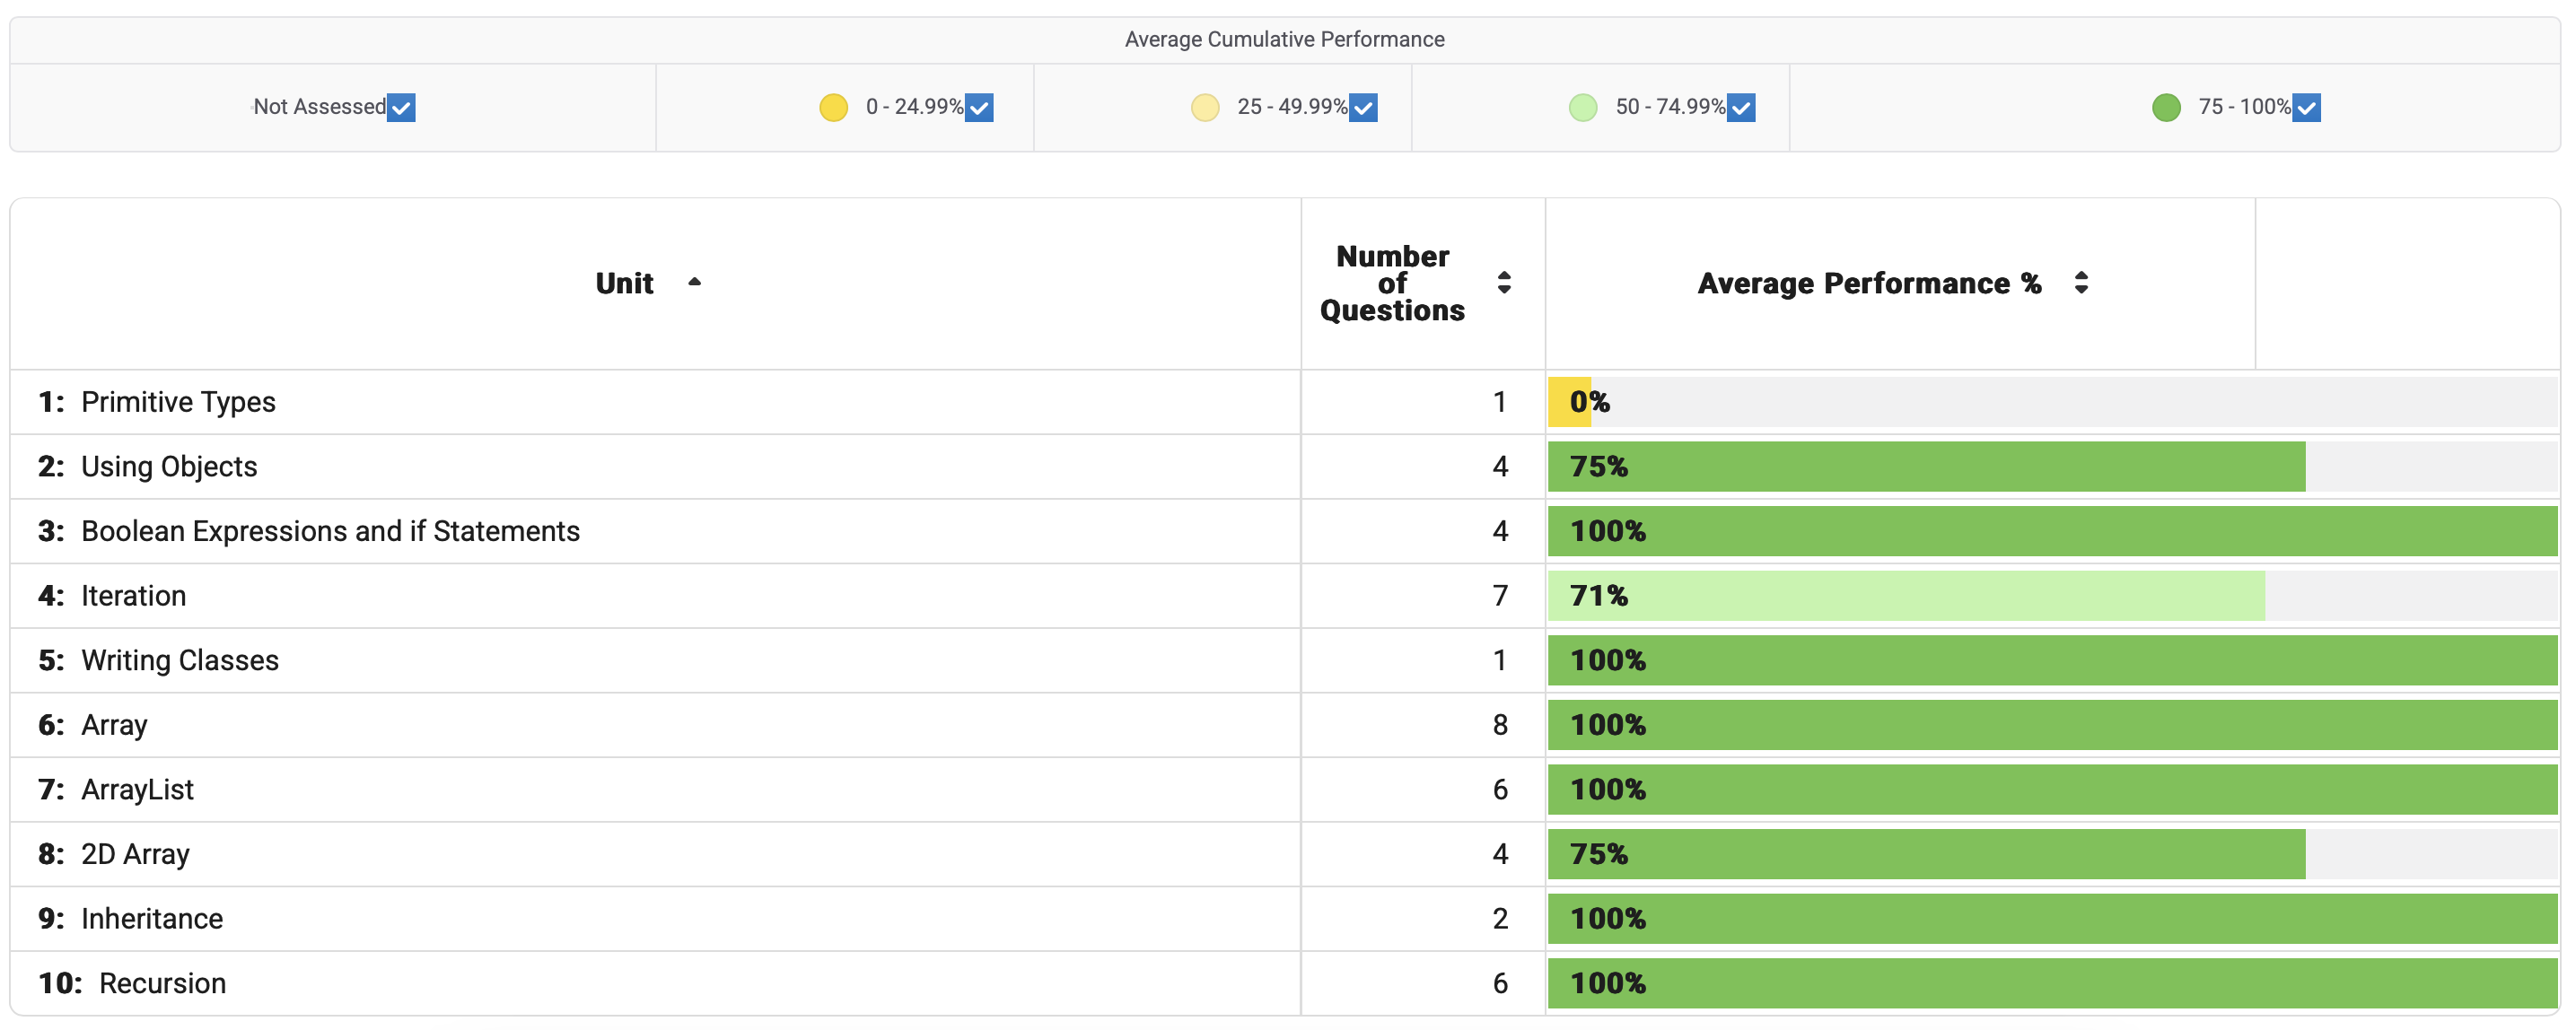 Average Cumulative Performance
Not Assessed
0 - 24.99%
25 - 49.99%
50 - 74.99%
75 - 100%
Unit
Number
of
Questions
Average Performance %
1: Primitive Types 1 0%
2: Using Objects 4 75%
3: Boolean Expressions and if Statements 4 100%
4: Iteration 7 71%
5: Writing Classes 1 100%
6: Array 8 100%
7: ArrayList 6 100%
8: 2D Array 4 75%
9: Inheritance 2 100%
10: Recursion 6 100%